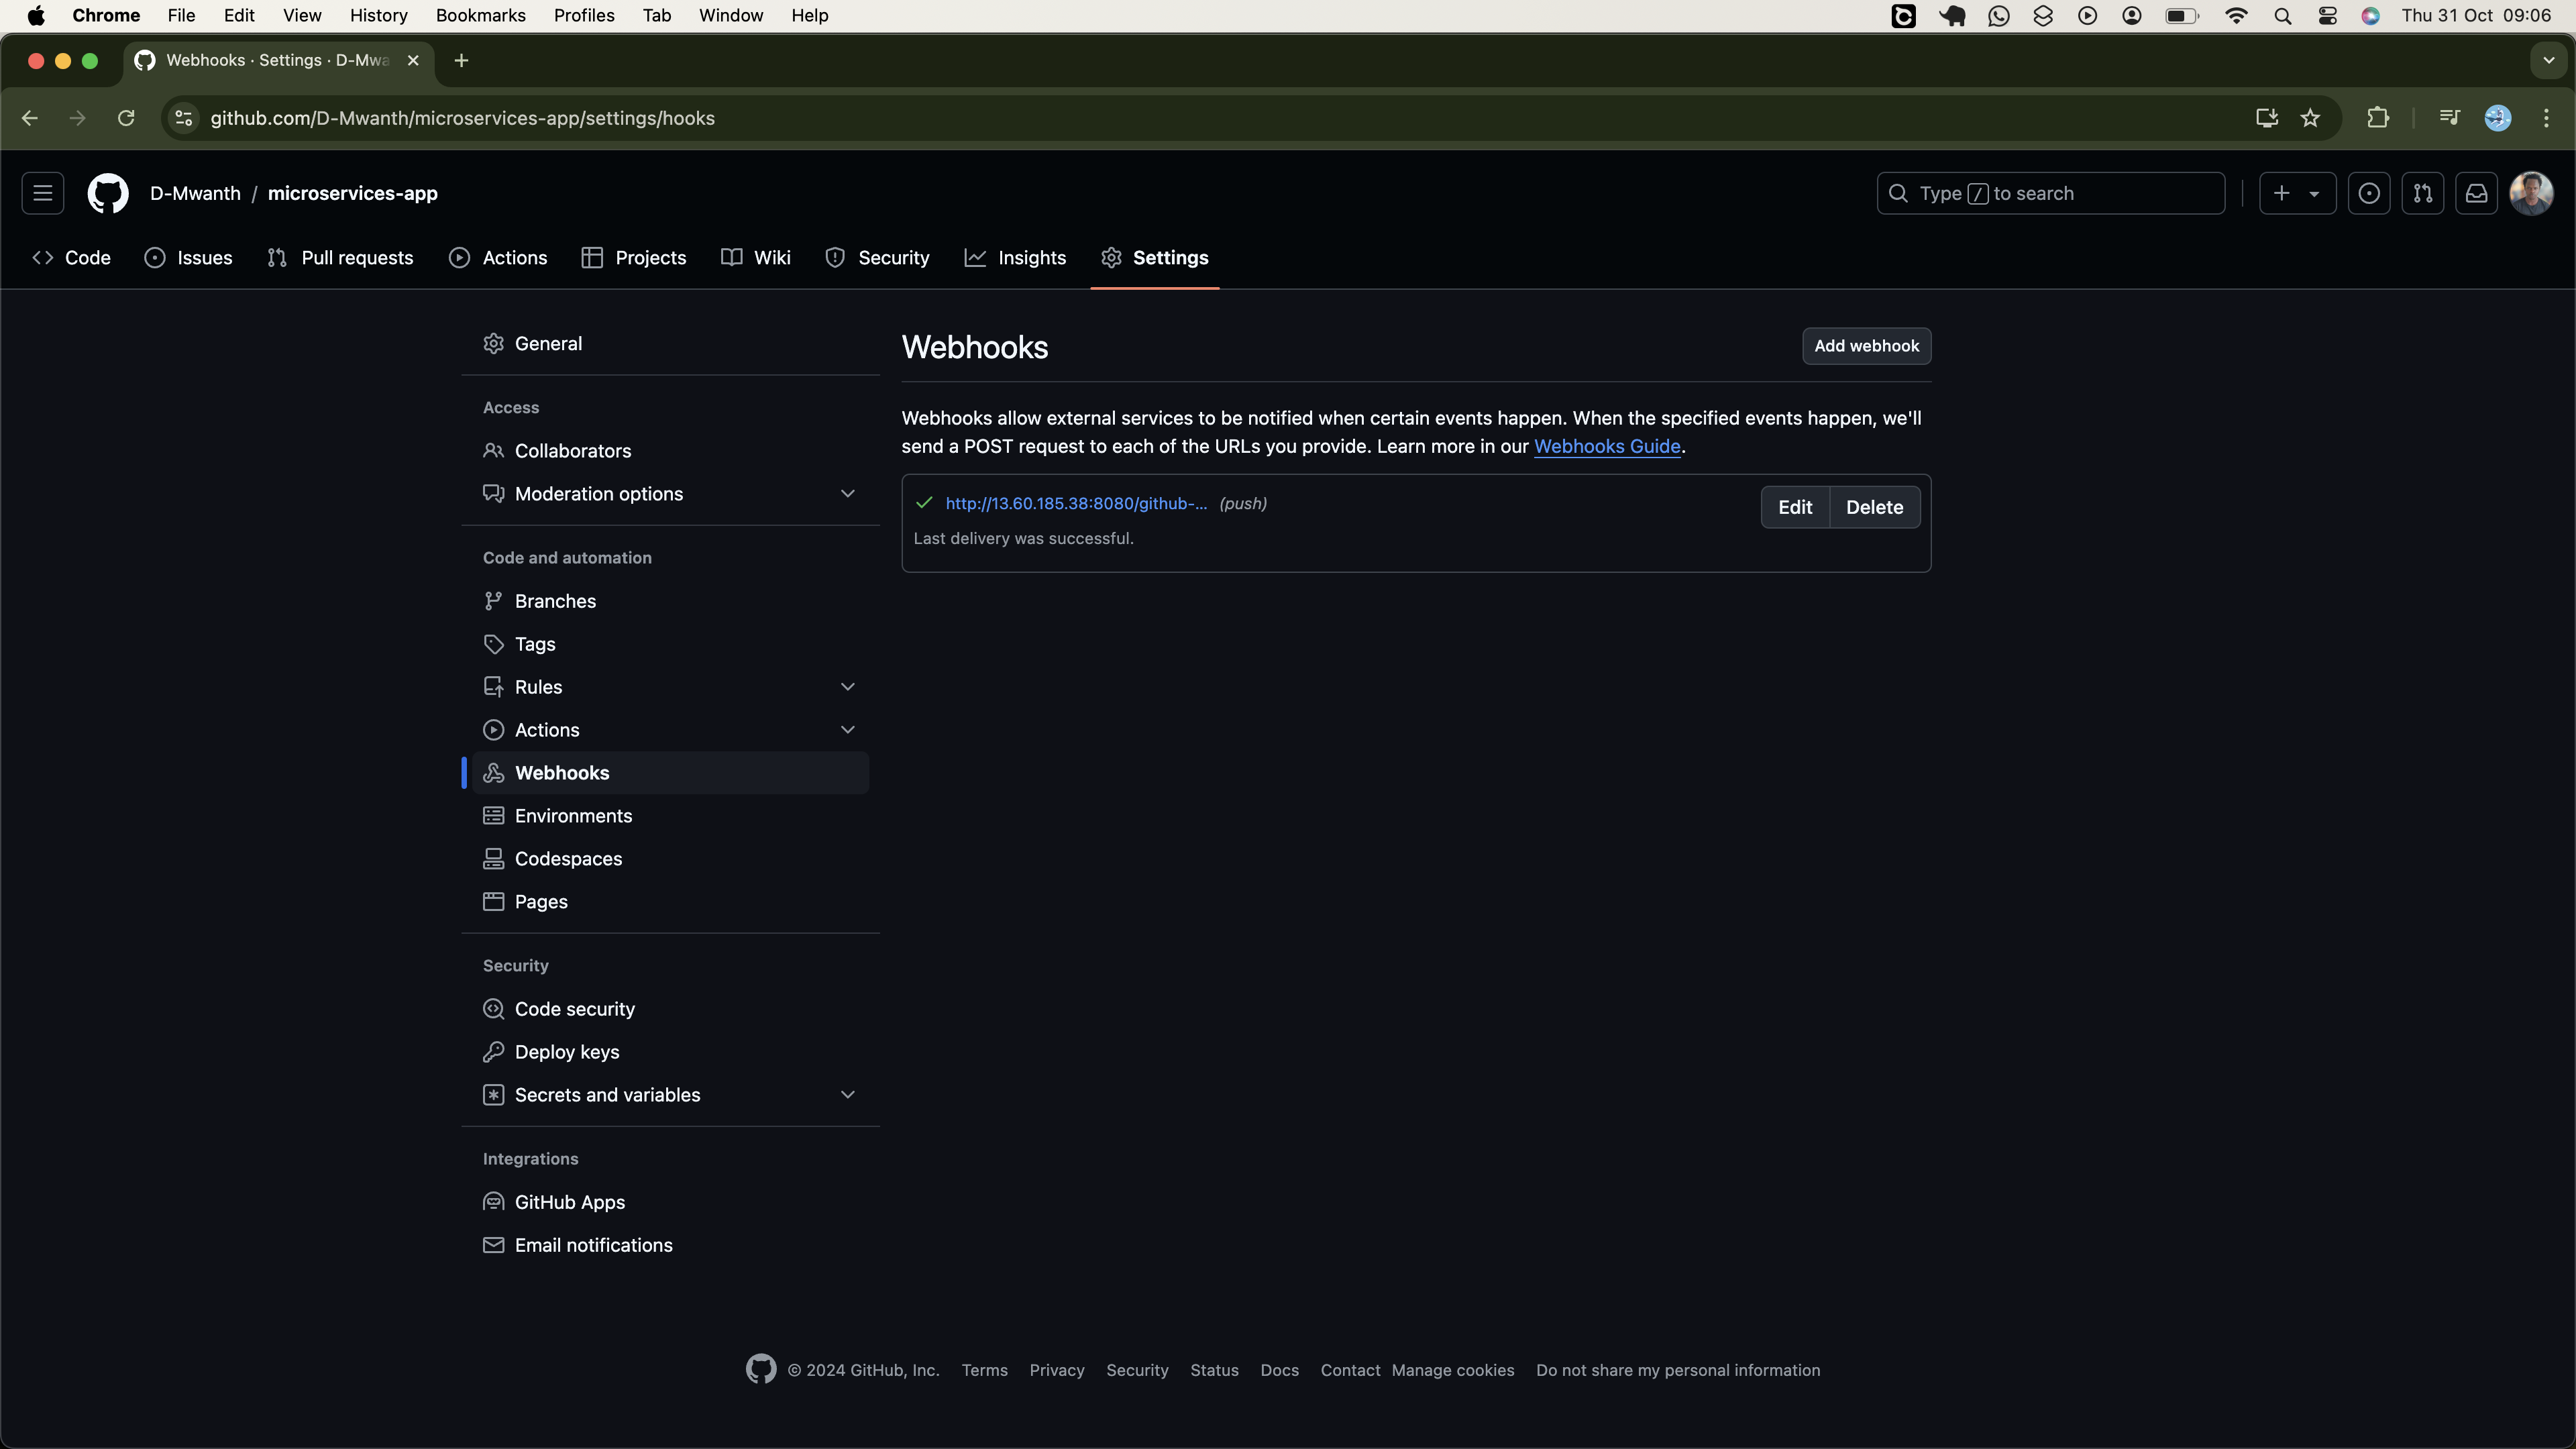 Chrome File Edit View History Bookmarks Profiles Tab Window Help Thu 31 Oct 09:06
Webhooks · Settings · D-Mwa
github.com/D-Mwanth/microservices-app/settings/hooks
D-Mwanth / microservices-app
Type / to search
Code Issues Pull requests Actions Projects Wiki Security Insights Settings
General
Access
Collaborators
Moderation options
Code and automation
Branches
Tags
Rules
Actions
Webhooks
Environments
Codespaces
Pages
Security
Code security
Deploy keys
Secrets and variables
Integrations
GitHub Apps
Email notifications
Webhooks
Add webhook
Webhooks allow external services to be notified when certain events happen. When the specified events happen, we'll
send a POST request to each of the URLs you provide. Learn more in our Webhooks Guide.
http://13.60.185.38:8080/github-... (push)
Edit Delete
Last delivery was successful.
© 2024 GitHub, Inc. Terms Privacy Security Status Docs Contact Manage cookies Do not share my personal information